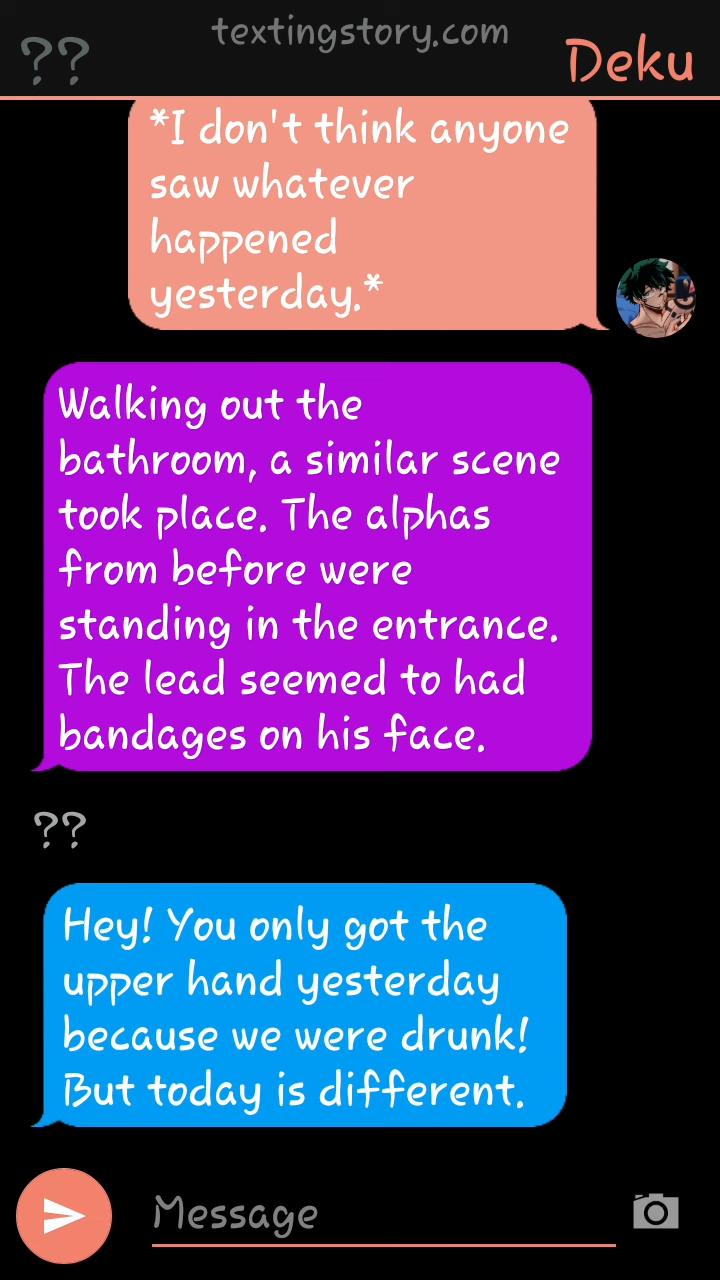 textingstory.com
??
Deku
*I don't think anyone
saw whatever
happened
yesterday.*
Walking out the
bathroom, a similar scene
took place. The alphas
from before were
standing in the entrance.
The lead seemed to had
bandages on his face.
??
Hey! You only got the
upper hand yesterday
because we were drunk!
But today is different.
Message